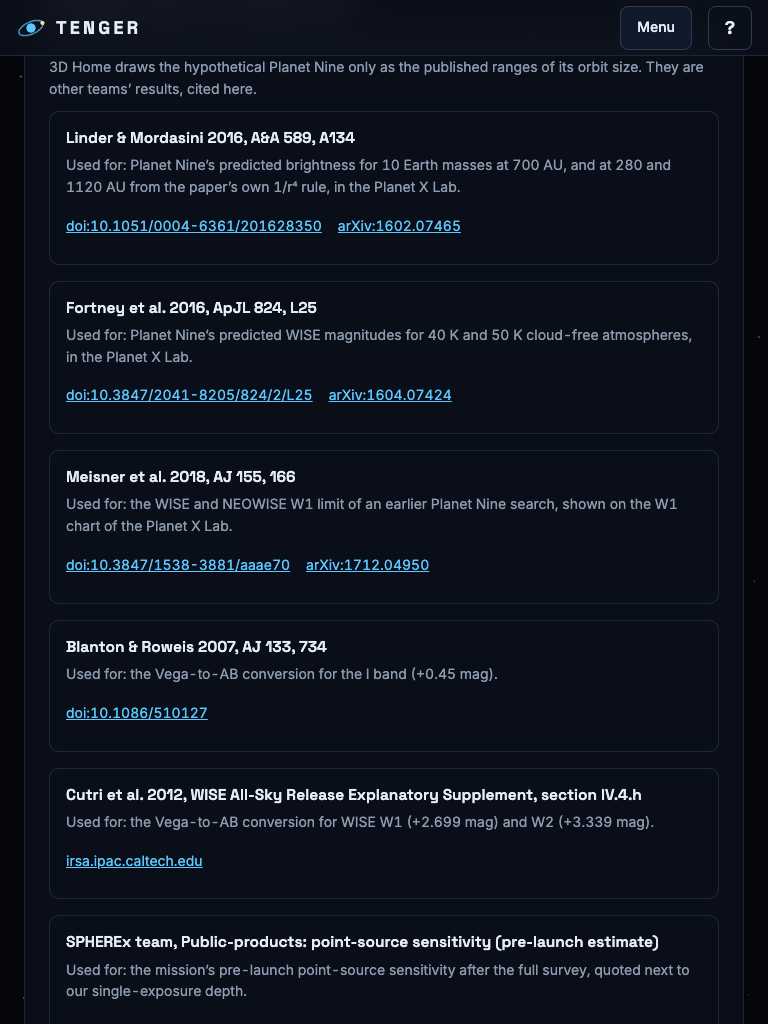 TENGER
Menu
?
3D Home draws the hypothetical Planet Nine only as the published ranges of its orbit size. They are
other teams’ results, cited here.
Linder & Mordasini 2016, A&A 589, A134
Used for: Planet Nine’s predicted brightness for 10 Earth masses at 700 AU, and at 280 and
1120 AU from the paper’s own 1/r⁴ rule, in the Planet X Lab.
doi:10.1051/0004-6361/201628350 arXiv:1602.07465
Fortney et al. 2016, ApJL 824, L25
Used for: Planet Nine’s predicted WISE magnitudes for 40 K and 50 K cloud-free atmospheres,
in the Planet X Lab.
doi:10.3847/2041-8205/824/2/L25 arXiv:1604.07424
Meisner et al. 2018, AJ 155, 166
Used for: the WISE and NEOWISE W1 limit of an earlier Planet Nine search, shown on the W1
chart of the Planet X Lab.
doi:10.3847/1538-3881/aaae70 arXiv:1712.04950
Blanton & Roweis 2007, AJ 133, 734
Used for: the Vega-to-AB conversion for the I band (+0.45 mag).
doi:10.1086/510127
Cutri et al. 2012, WISE All-Sky Release Explanatory Supplement, section IV.4.h
Used for: the Vega-to-AB conversion for WISE W1 (+2.699 mag) and W2 (+3.339 mag).
irsa.ipac.caltech.edu
SPHEREx team, Public-products: point-source sensitivity (pre-launch estimate)
Used for: the mission’s pre-launch point-source sensitivity after the full survey, quoted next to
our single-exposure depth.